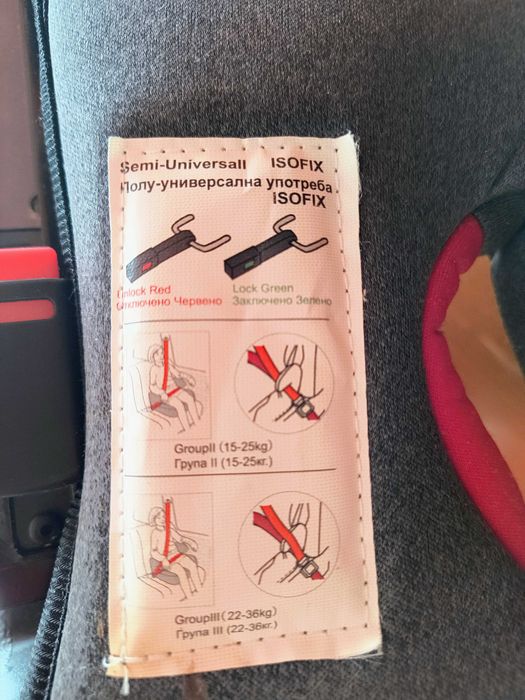 Semi-Universall ISOFIX
Полу-универсална употреба
ISOFIX
Unlock Red
Отключено Червено
Lock Green
Заключено Зелено
GroupII (15-25kg)
Група II (15-25кг.)
GroupIII (22-36kg)
Група III (22-36кг.)